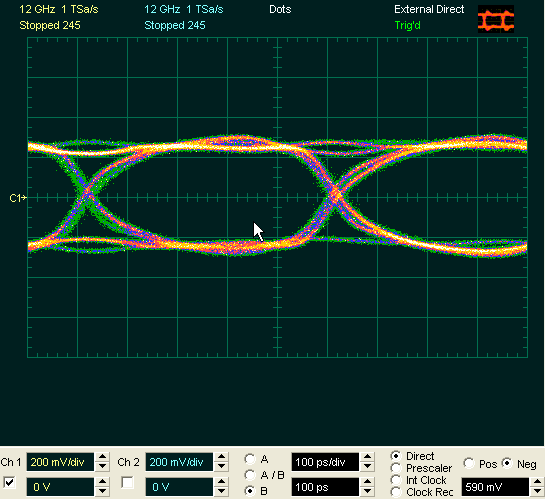 12 GHz 1 TSa/s 12 GHz 1 TSa/s Dots External Direct
Stopped 245 Stopped 245 Trig'd
C1
Ch 1 200 mV/div Ch 2 200 mV/div A 100 ps/div Direct Pos Neg
Prescaler
A / B Int Clock
0 V 0 V B 100 ps Clock Rec 590 mV